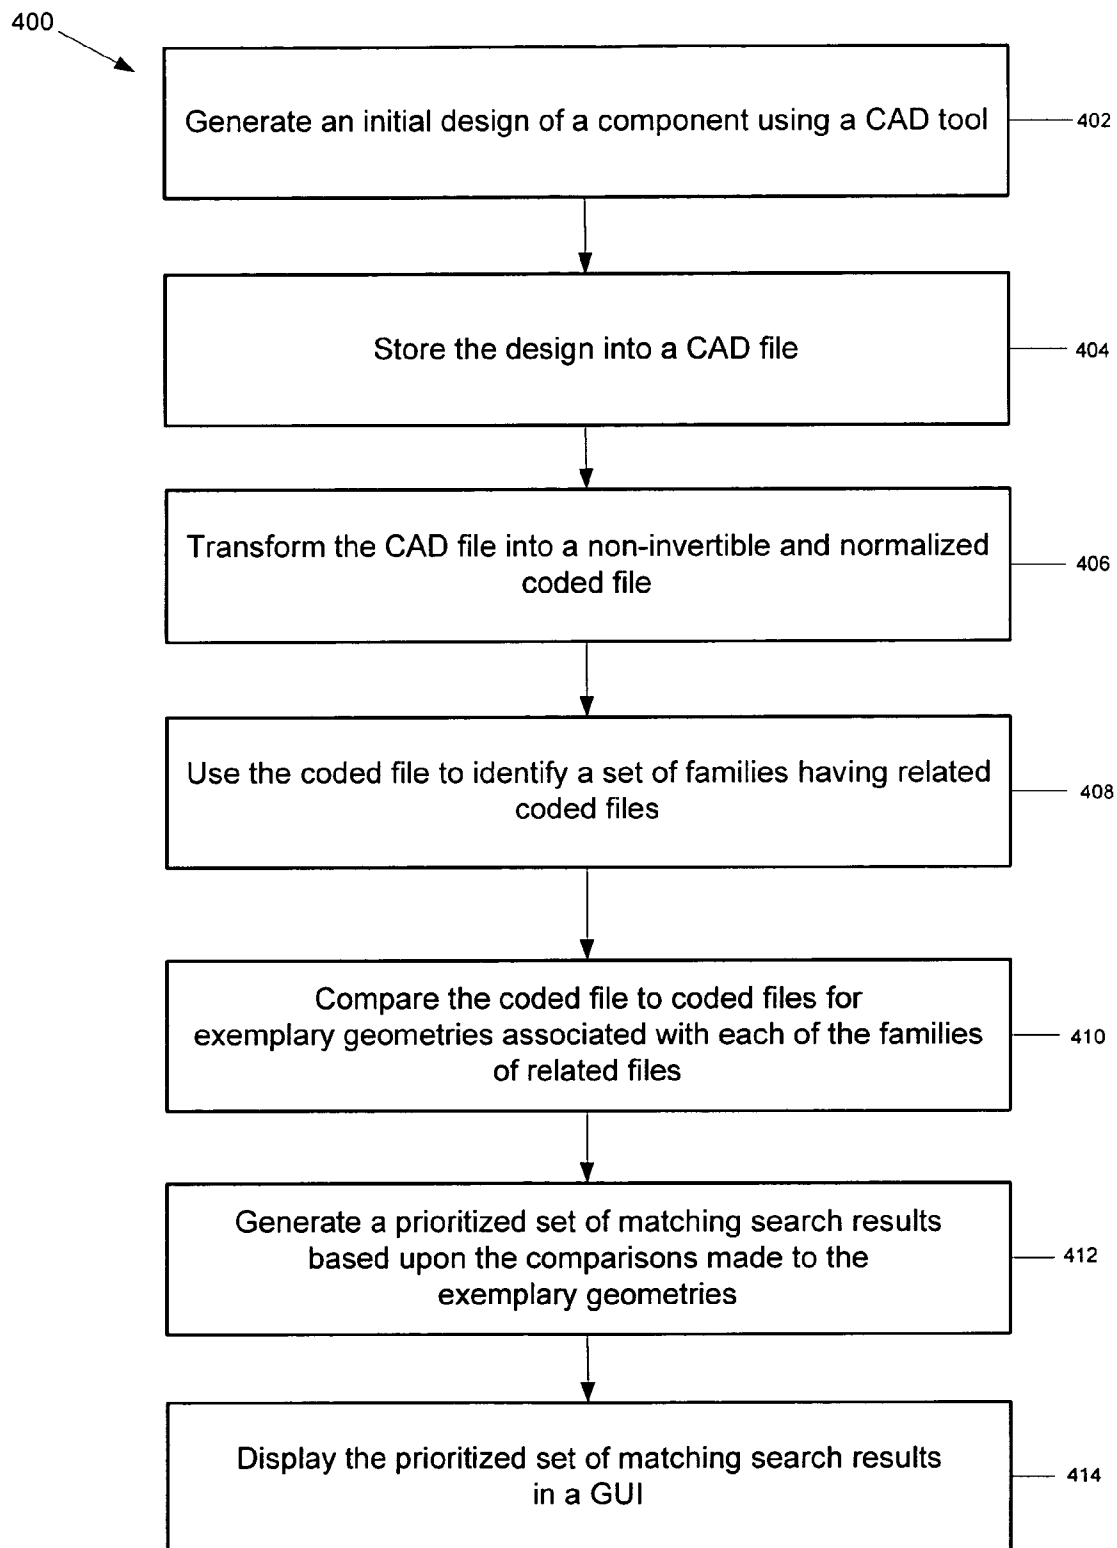 400
Generate an initial design of a component using a CAD tool
402
Store the design into a CAD file
404
Transform the CAD file into a non-invertible and normalized
coded file
406
Use the coded file to identify a set of families having related
coded files
408
Compare the coded file to coded files for
exemplary geometries associated with each of the families
of related files
410
Generate a prioritized set of matching search results
based upon the comparisons made to the
exemplary geometries
412
Display the prioritized set of matching search results
in a GUI
414